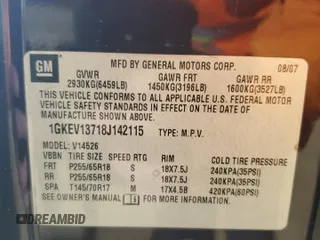 GM
MFD BY GENERAL MOTORS CORP. 08/07
GVWR GAWR FRT GAWR RR
2930KG(6459LB) 1450KG(3196LB) 1600KG(3527LB)
THIS VEHICLE CONFORMS TO ALL APPLICABLE U.S.
FEDERAL MOTOR VEHICLE SAFETY STANDARDS IN
EFFECT ON THE DATE OF MANUFACTURE SHOWN ABOVE.
1GKEV13718J142115 TYPE: M.P.V.
MODEL: V14526
VBBN TIRE SIZE SPEED RTG RIM COLD TIRE PRESSURE
FRT P255/65R18 S 18X7.5J 240KPA(35PSI)
RR P255/65R18 S 18X7.5J 240KPA(35PSI)
SPA T145/70R17 M 17X4.5B 420KPA(60PSI)
SEE OWNER'S MANUAL FOR MORE INFORMATION.
DREAMBID